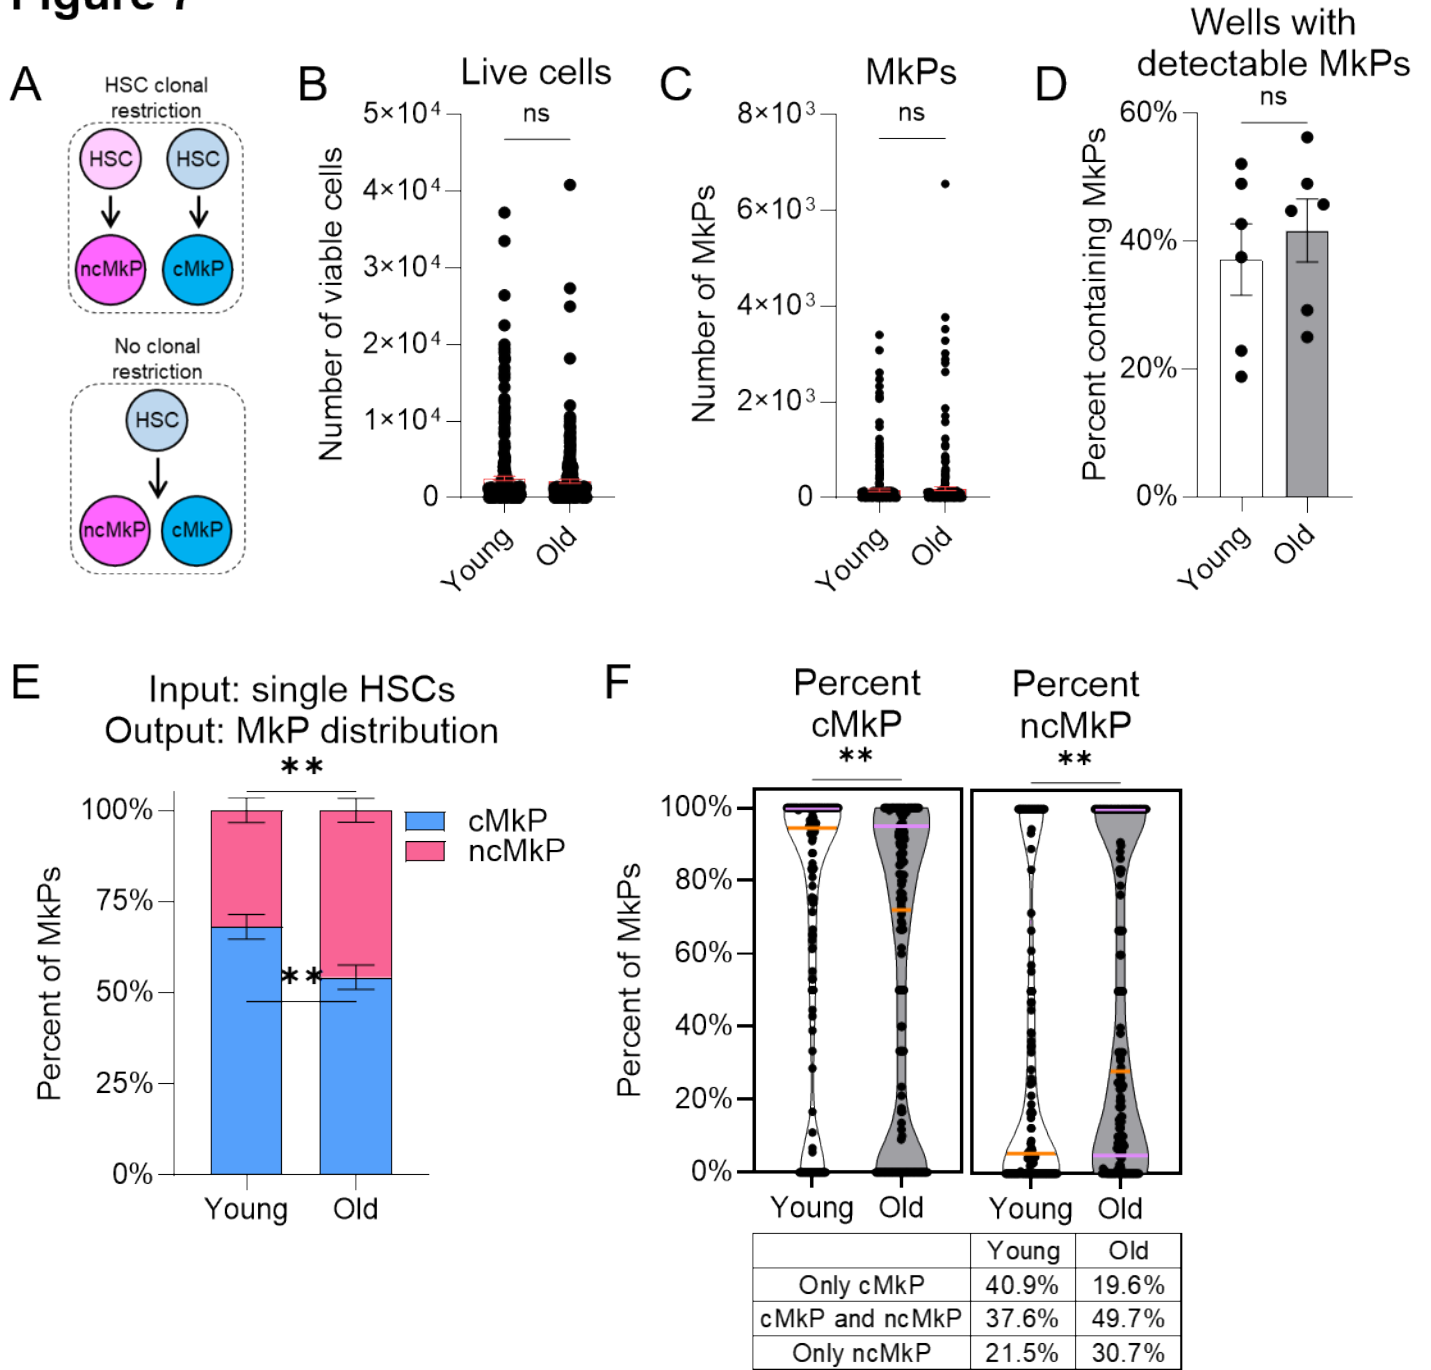 Figure 7
A
HSC clonal
restriction
HSC HSC
ncMkP cMkP
No clonal
restriction
HSC
ncMkP cMkP
B
Live cells
ns
Number of viable cells
5×10⁴
4×10⁴
3×10⁴
2×10⁴
1×10⁴
0
Young Old
C
MkPs
ns
Number of MkPs
8×10³
6×10³
4×10³
2×10³
0
Young Old
D
Wells with
detectable MkPs
ns
Percent containing MkPs
60%
40%
20%
0%
Young Old
E
Input: single HSCs
Output: MkP distribution
**
Percent of MkPs
100%
75%
**
50%
25%
0%
Young Old
cMkP
ncMkP
F
Percent
cMkP
**
Percent
ncMkP
**
Percent of MkPs
100%
80%
60%
40%
20%
0%
Young Old Young Old
Young Old
Only cMkP 40.9% 19.6%
cMkP and ncMkP 37.6% 49.7%
Only ncMkP 21.5% 30.7%